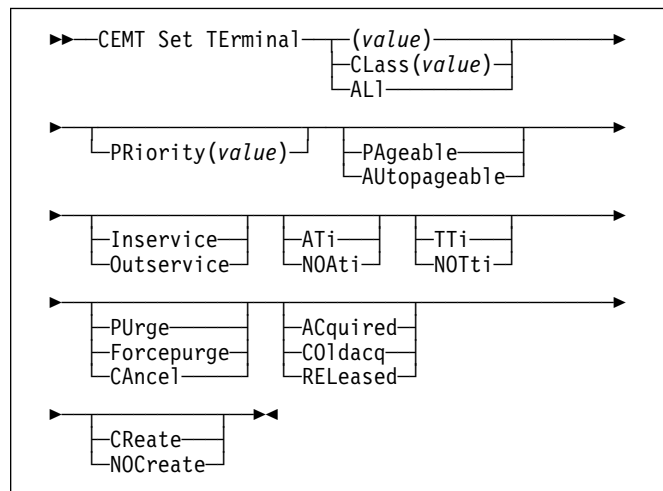 CEMT Set TErminal (value)
CLass(value)
ALl
PRiority(value) PAgeable
AUtopageable
Inservice ATi TTi
Outservice NOAti NOTti
PUrge ACquired
Forcepurge COldacq
CAncel RELeased
CReate
NOCreate